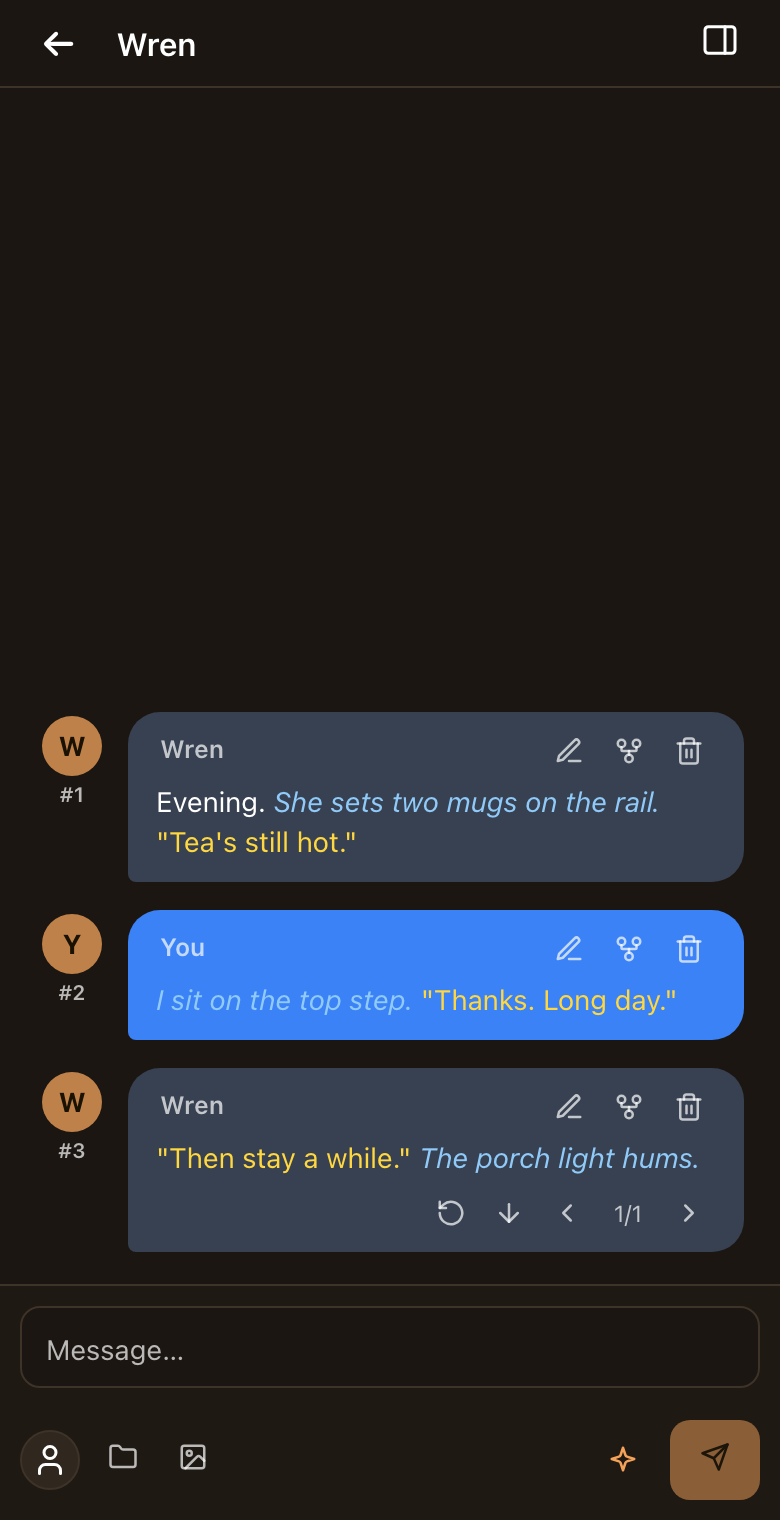 Wren
W
#1
Wren
Evening. She sets two mugs on the rail.
"Tea's still hot."
Y
#2
You
I sit on the top step. "Thanks. Long day."
W
#3
Wren
"Then stay a while." The porch light hums.
1/1
Message...